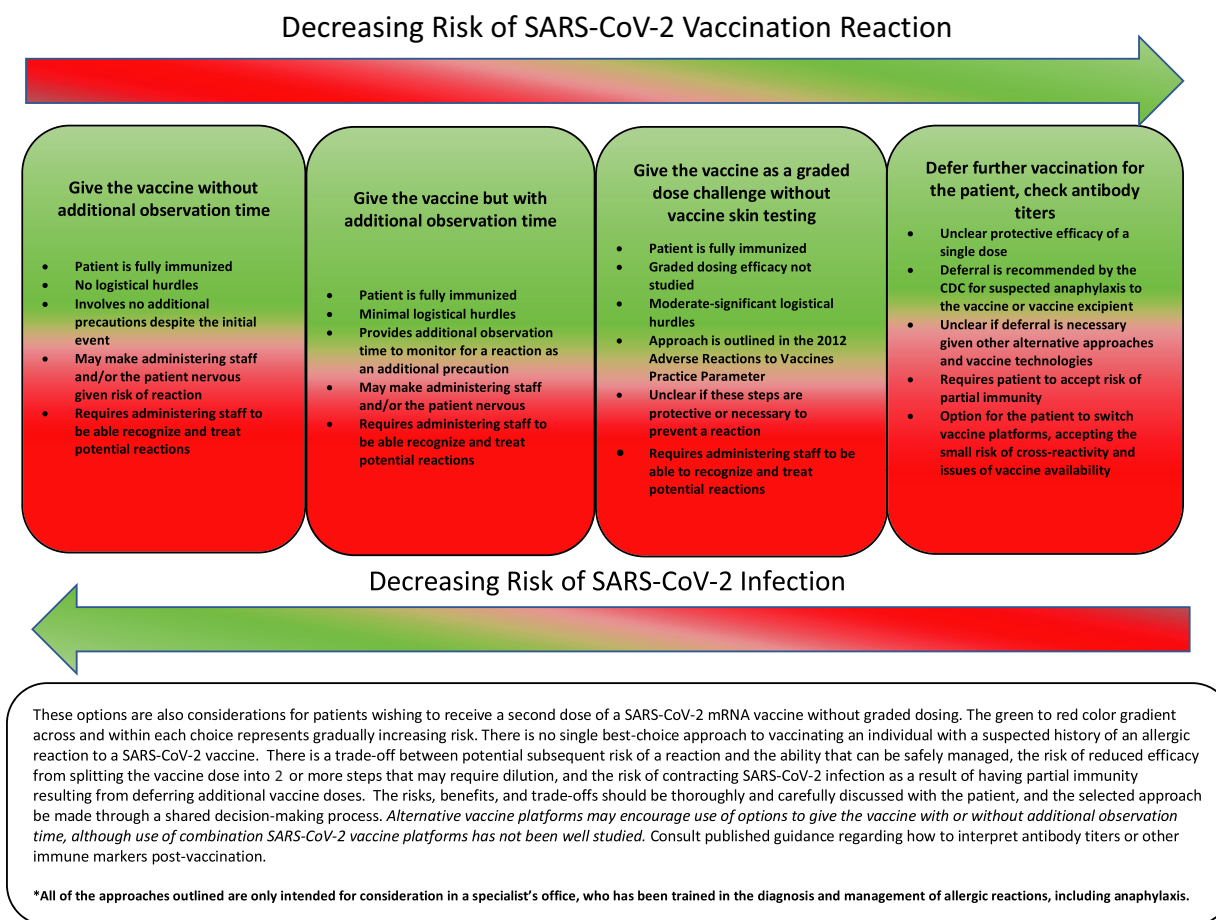 Decreasing Risk of SARS-CoV-2 Vaccination Reaction
Give the vaccine without
additional observation time
• Patient is fully immunized
• No logistical hurdles
• Involves no additional
precautions despite the initial
event
• May make administering staff
and/or the patient nervous
given risk of reaction
• Requires administering staff to
be able recognize and treat
potential reactions
Give the vaccine but with
additional observation time
• Patient is fully immunized
• Minimal logistical hurdles
• Provides additional observation
time to monitor for a reaction as
an additional precaution
• May make administering staff
and/or the patient nervous
• Requires administering staff to
be able recognize and treat
potential reactions
Give the vaccine as a graded
dose challenge without
vaccine skin testing
• Patient is fully immunized
• Graded dosing efficacy not
studied
• Moderate-significant logistical
hurdles
• Approach is outlined in the 2012
Adverse Reactions to Vaccines
Practice Parameter
• Unclear if these steps are
protective or necessary to
prevent a reaction
• Requires administering staff to be
able to recognize and treat
potential reactions
Defer further vaccination for
the patient, check antibody
titers
• Unclear protective efficacy of a
single dose
• Deferral is recommended by the
CDC for suspected anaphylaxis to
the vaccine or vaccine excipient
• Unclear if deferral is necessary
given other alternative approaches
and vaccine technologies
• Requires patient to accept risk of
partial immunity
• Option for the patient to switch
vaccine platforms, accepting the
small risk of cross-reactivity and
issues of vaccine availability
Decreasing Risk of SARS-CoV-2 Infection
These options are also considerations for patients wishing to receive a second dose of a SARS-CoV-2 mRNA vaccine without graded dosing. The green to red color gradient
across and within each choice represents gradually increasing risk. There is no single best-choice approach to vaccinating an individual with a suspected history of an allergic
reaction to a SARS-CoV-2 vaccine. There is a trade-off between potential subsequent risk of a reaction and the ability that can be safely managed, the risk of reduced efficacy
from splitting the vaccine dose into 2 or more steps that may require dilution, and the risk of contracting SARS-CoV-2 infection as a result of having partial immunity
resulting from deferring additional vaccine doses. The risks, benefits, and trade-offs should be thoroughly and carefully discussed with the patient, and the selected approach
be made through a shared decision-making process. Alternative vaccine platforms may encourage use of options to give the vaccine with or without additional observation
time, although use of combination SARS-CoV-2 vaccine platforms has not been well studied. Consult published guidance regarding how to interpret antibody titers or other
immune markers post-vaccination.
*All of the approaches outlined are only intended for consideration in a specialist's office, who has been trained in the diagnosis and management of allergic reactions, including anaphylaxis.